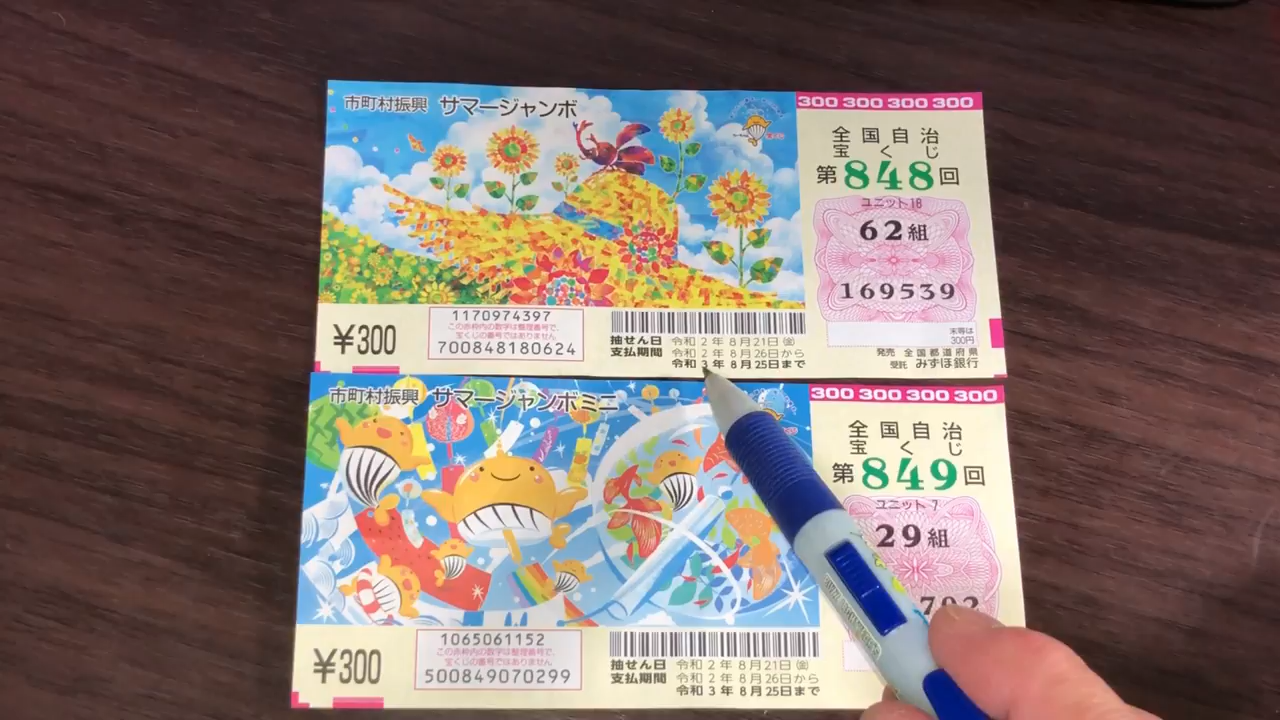 市町村振興 サマージャンボ
300 300 300 300
全国自治
宝くじ
第848回
ユニット18
62組
169539
末等は
300円
発売 全国都道府県
受託 みずほ銀行
¥300
1170974397
この赤枠内の数字は整理番号で、
宝くじの番号ではありません
700848180624
抽せん日 令和2年8月21日㊎
支払期間 令和2年8月26日から
令和3年8月25日まで
市町村振興 サマージャンボミニ
300 300 300 300
全国自治
宝くじ
第849回
ユニット7
29組
792
¥300
1065061152
この赤枠内の数字は整理番号で、
宝くじの番号ではありません
500849070299
抽せん日 令和2年8月21日㊎
支払期間 令和2年8月26日から
令和3年8月25日まで